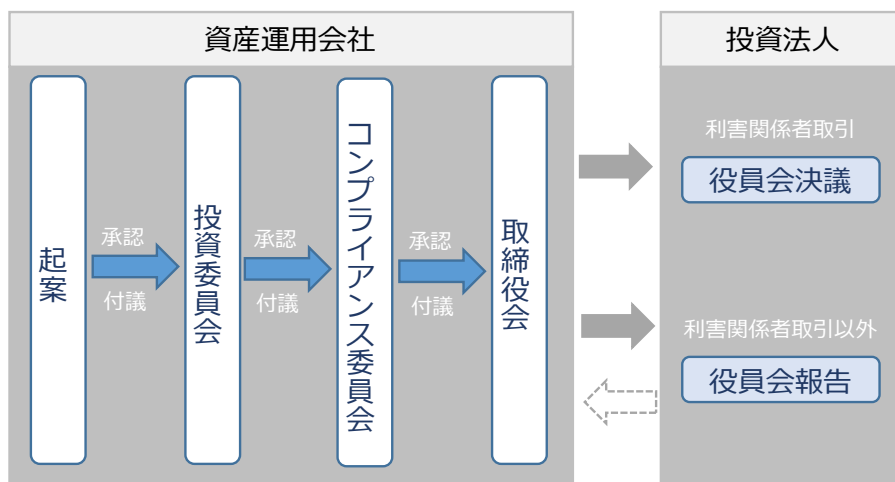 資産運用会社
起案
承認
付議
投資委員会
承認
付議
コンプライアンス委員会
承認
付議
取締役会
投資法人
利害関係者取引
役員会決議
利害関係者取引以外
役員会報告